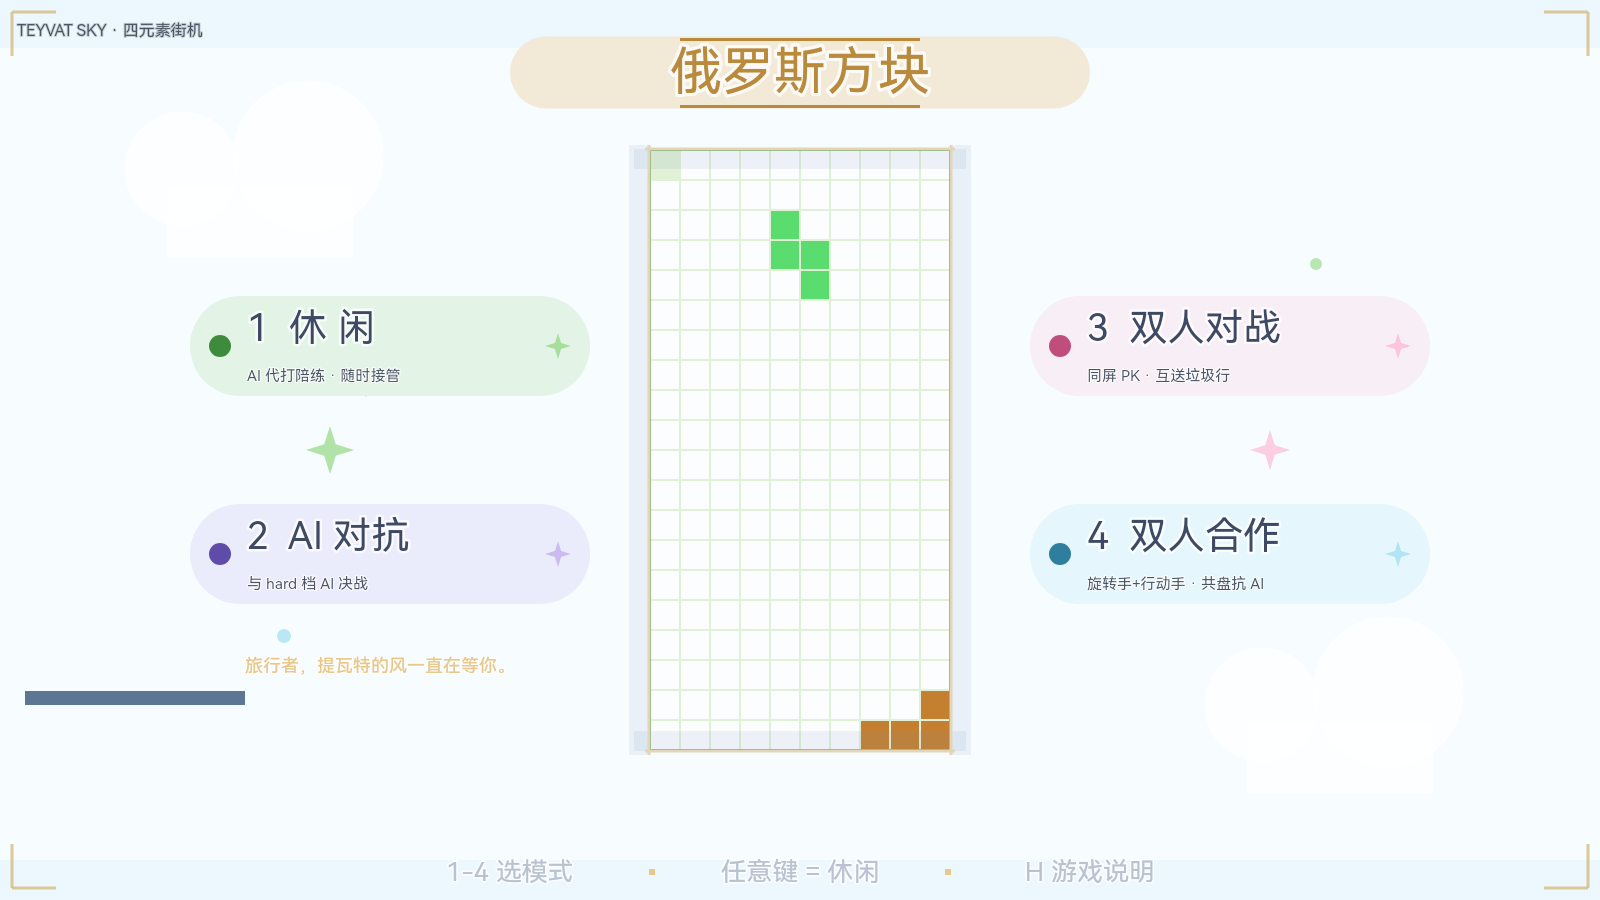 TEYVAT SKY · 四元素街机
俄罗斯方块
1 休 闲
AI 代打陪练 · 随时接管
2 AI 对抗
与 hard 档 AI 决战
旅行者，提瓦特的风一直在等你。
3 双人对战
同屏 PK · 互送垃圾行
4 双人合作
旋转手+行动手 · 共盘抗 AI
1-4 选模式 · 任意键 = 休闲 · H 游戏说明